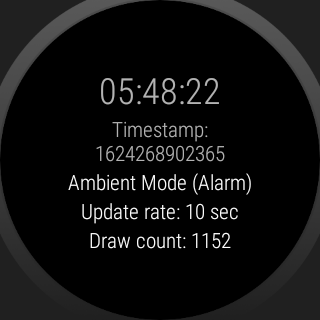 05:48:22
Timestamp:
1624268902365
Ambient Mode (Alarm)
Update rate: 10 sec
Draw count: 1152